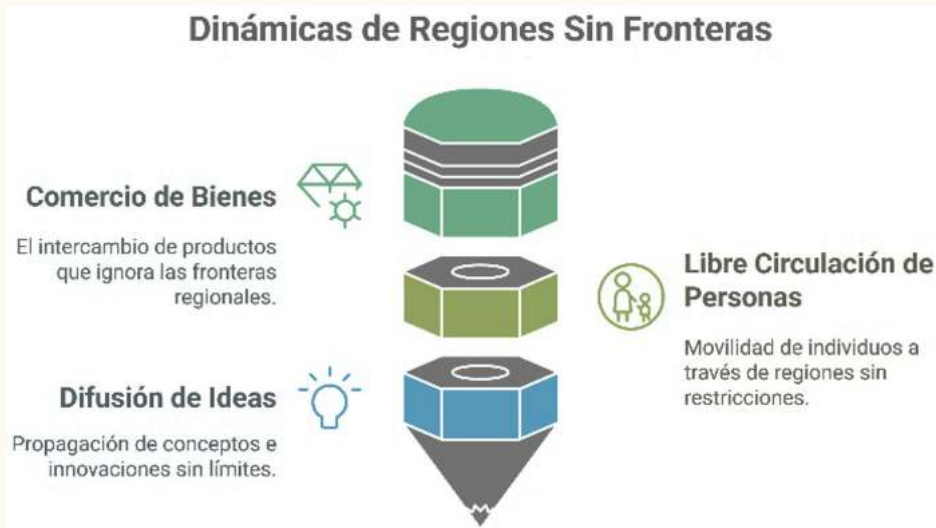 Dinámicas de Regiones Sin Fronteras
Comercio de Bienes
El intercambio de productos
que ignora las fronteras
regionales.
Libre Circulación de
Personas
Movilidad de individuos a
través de regiones sin
restricciones.
Difusión de Ideas
Propagación de conceptos e
innovaciones sin límites.